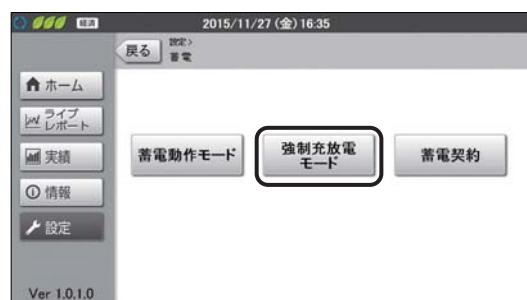 経済 2015/11/27 (金) 16:35
戻る
設定>
蓄電
ホーム
ライブ
レポート
実績
情報
設定
蓄電動作モード
強制充放電
モード
蓄電契約
Ver 1.0.1.0